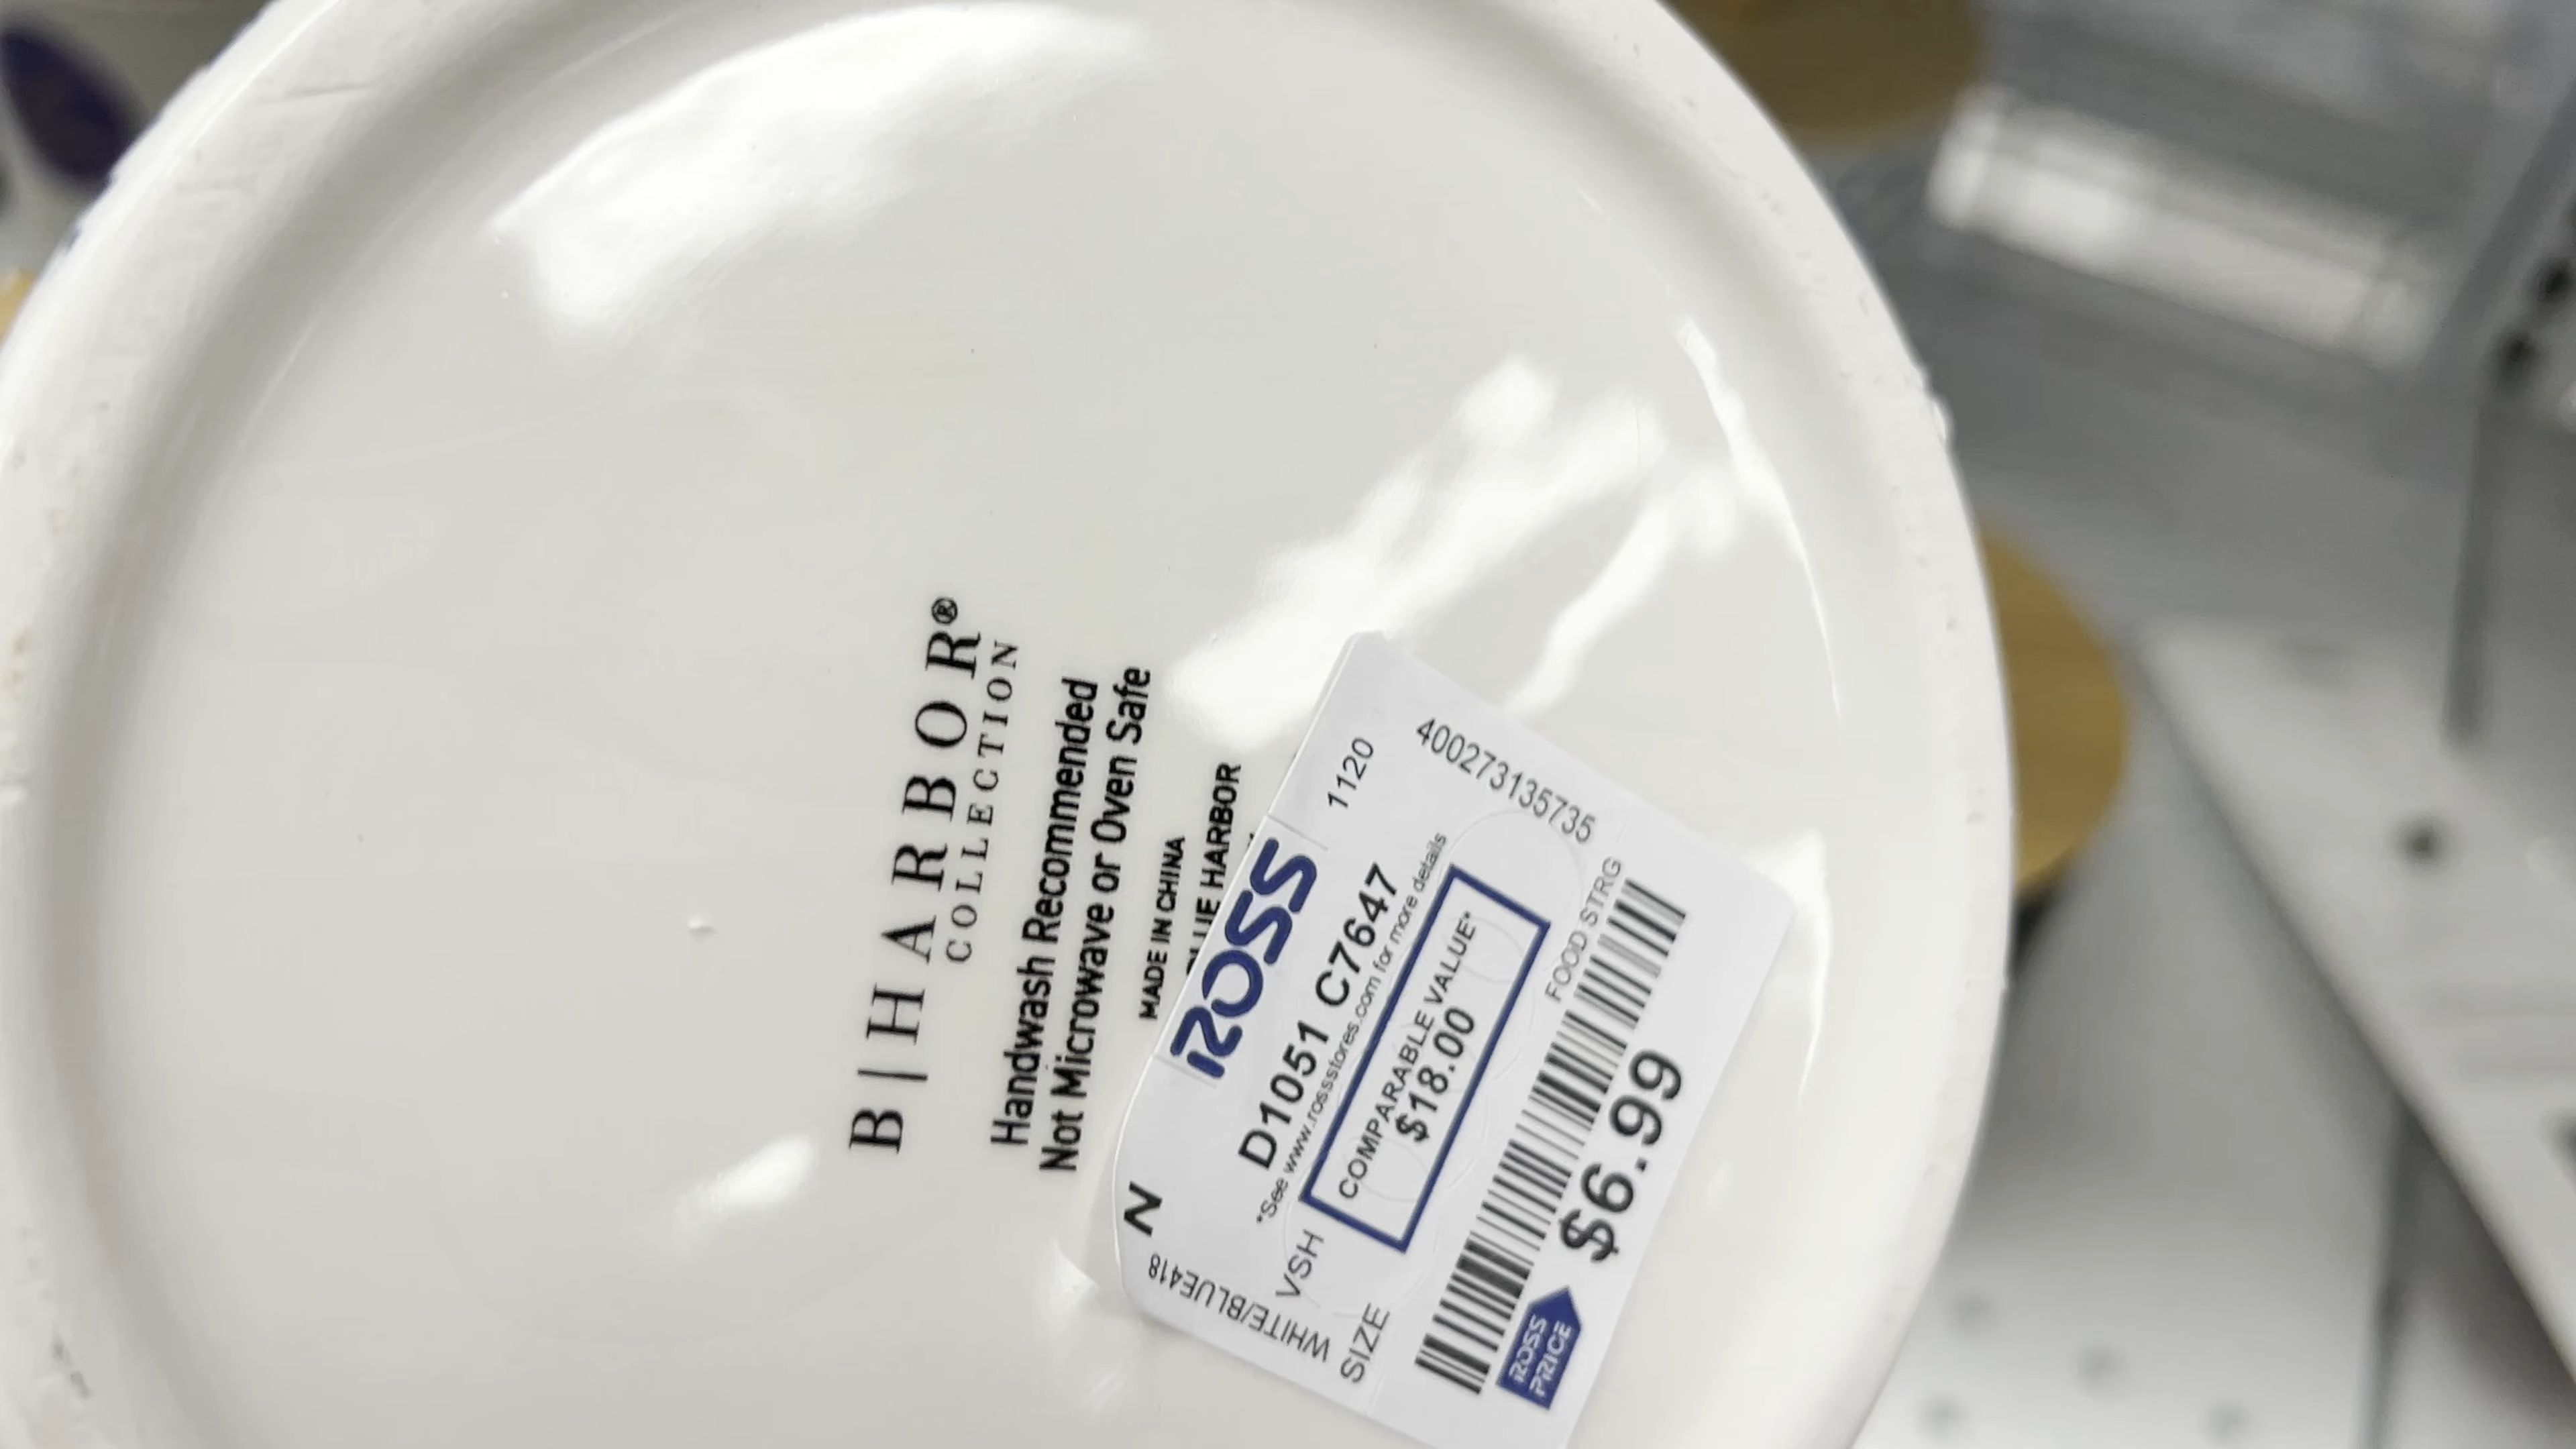 B|HARBOR®
COLLECTION
Handwash Recommended
Not Microwave or Oven Safe
MADE IN CHINA
HARBOR
N
ROSS
1120
400273135735
D1051 C7647
*See www.rossstores.com for more details
WHITE/BLUE418
VSH
COMPARABLE VALUE*
$18.00
SIZE
FOOD STRG
ROSS
PRICE
$6.99